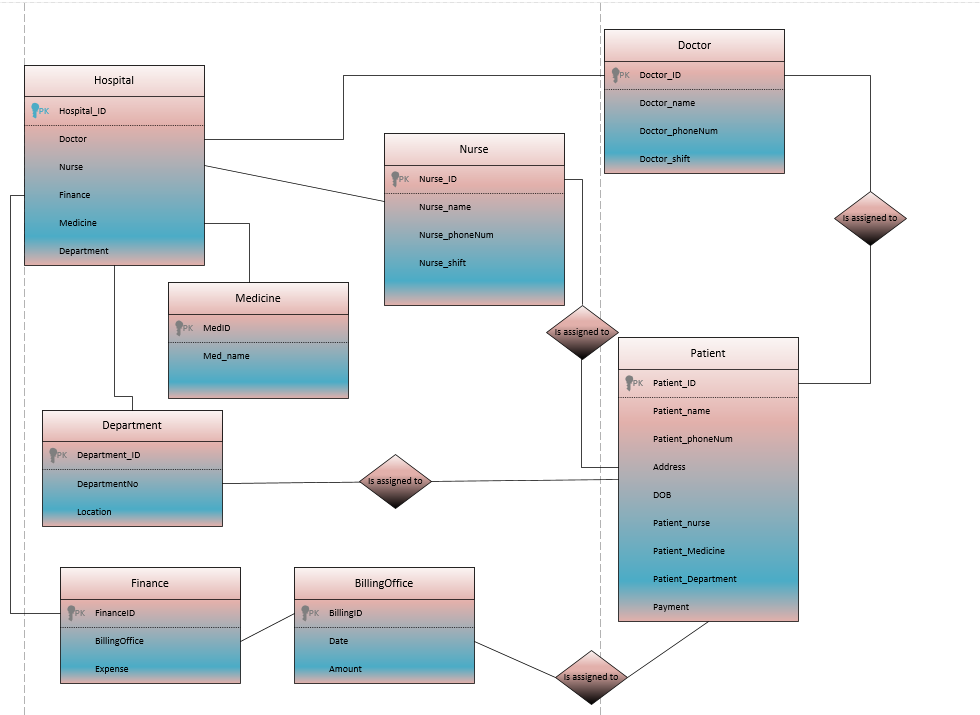 Hospital
PK Hospital_ID
Doctor
Nurse
Finance
Medicine
Department
Doctor
PK Doctor_ID
Doctor_name
Doctor_phoneNum
Doctor_shift
Nurse
PK Nurse_ID
Nurse_name
Nurse_phoneNum
Nurse_shift
Is assigned to
Medicine
PK MedID
Med_name
Is assigned to
Patient
PK Patient_ID
Patient_name
Patient_phoneNum
Address
DOB
Patient_nurse
Patient_Medicine
Patient_Department
Payment
Department
PK Department_ID
DepartmentNo
Location
Is assigned to
Finance
PK FinanceID
BillingOffice
Expense
BillingOffice
PK BillingID
Date
Amount
Is assigned to